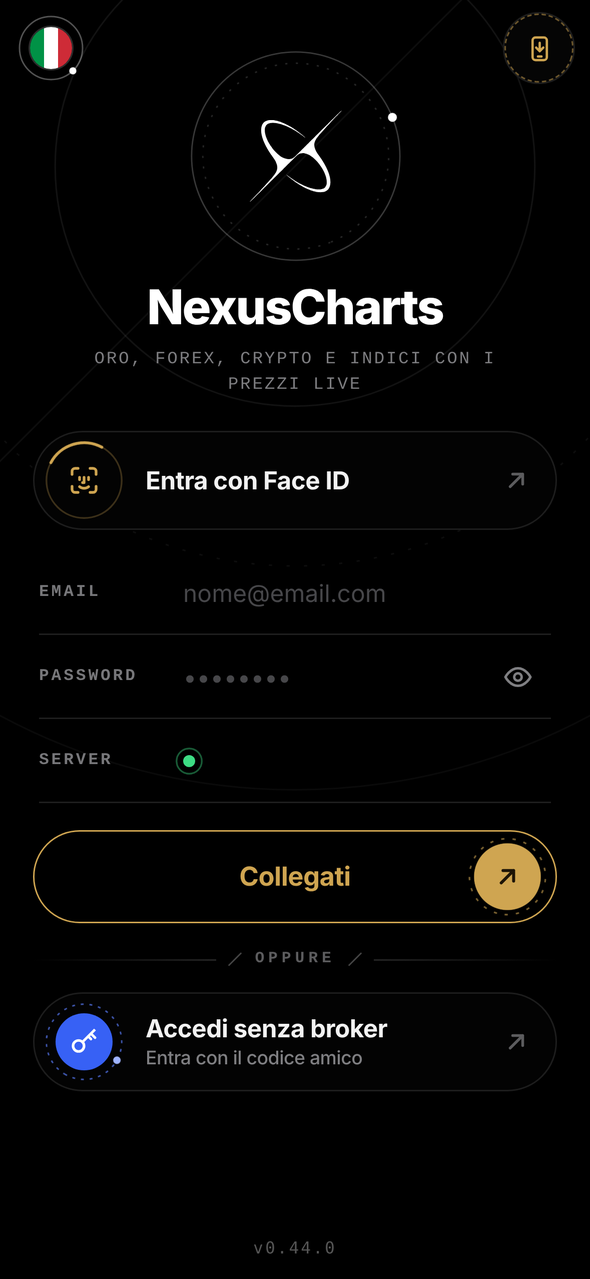 NexusCharts
ORO, FOREX, CRYPTO E INDICI CON I
PREZZI LIVE
Entra con Face ID
EMAIL
nome@email.com
PASSWORD
••••••••
SERVER
Collegati
OPPURE
Accedi senza broker
Entra con il codice amico
v0.44.0